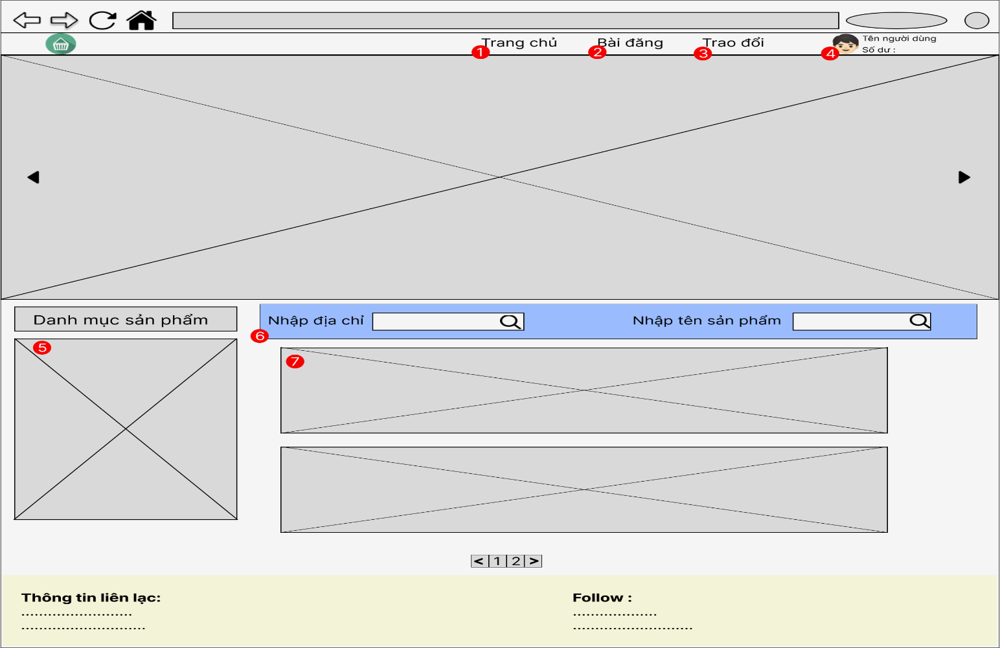 Trang chủ
Bài đăng
Trao đổi
Tên người dùng
Số dư :
1
2
3
4
Danh mục sản phẩm
Nhập địa chỉ
Nhập tên sản phẩm
6
5
7
< 1 2 >
Thông tin liên lạc:
.........................
............................
Follow :
...................
...........................